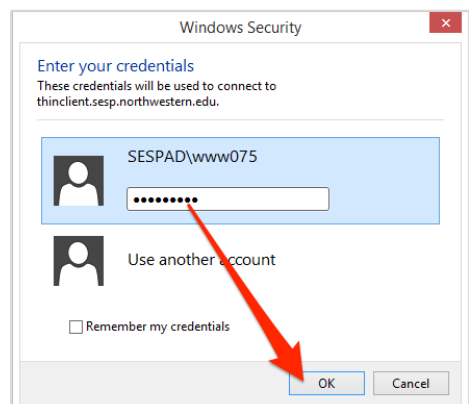 Windows Security
Enter your credentials
These credentials will be used to connect to
thinclient.sesp.northwestern.edu.
SESPAD\www075
•••••••••
Use another account
Remember my credentials
OK
Cancel